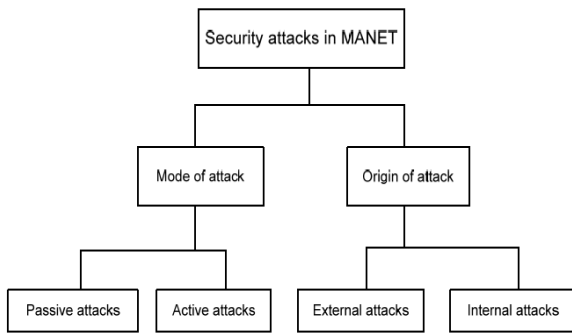 Security attacks in MANET
Mode of attack
Origin of attack
Passive attacks
Active attacks
External attacks
Internal attacks